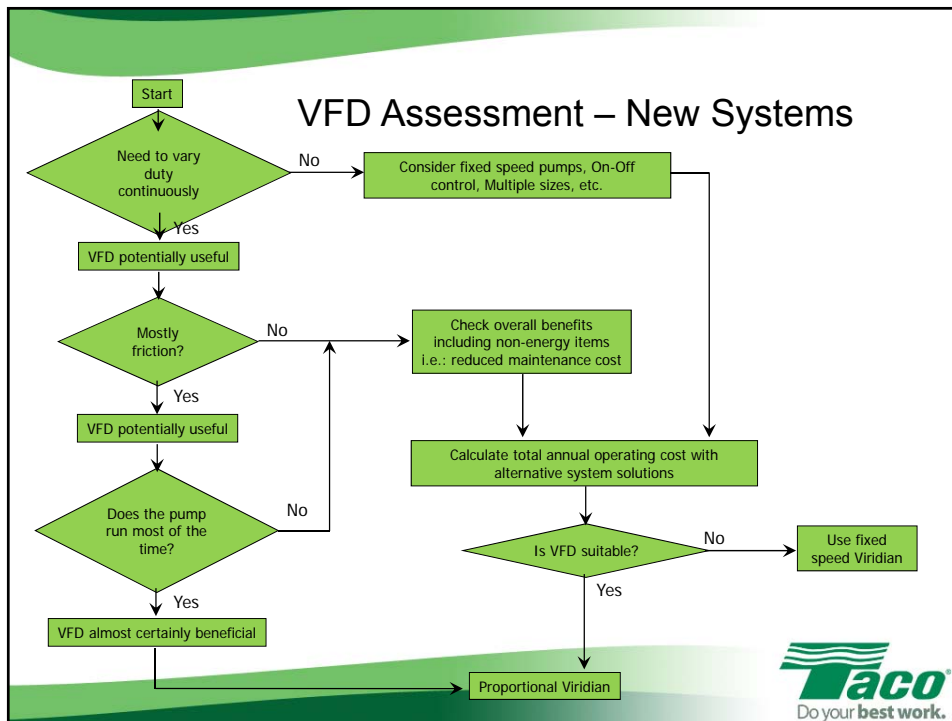 Start
VFD Assessment – New Systems
Need to vary
duty
continuously
No
Consider fixed speed pumps, On-Off
control, Multiple sizes, etc.
Yes
VFD potentially useful
Mostly
friction?
No
Check overall benefits
including non-energy items
i.e.: reduced maintenance cost
Yes
VFD potentially useful
Calculate total annual operating cost with
alternative system solutions
Does the pump
run most of the
time?
No
Is VFD suitable?
No
Use fixed
speed Viridian
Yes
Yes
VFD almost certainly beneficial
Proportional Viridian
Taco®
Do your best work.